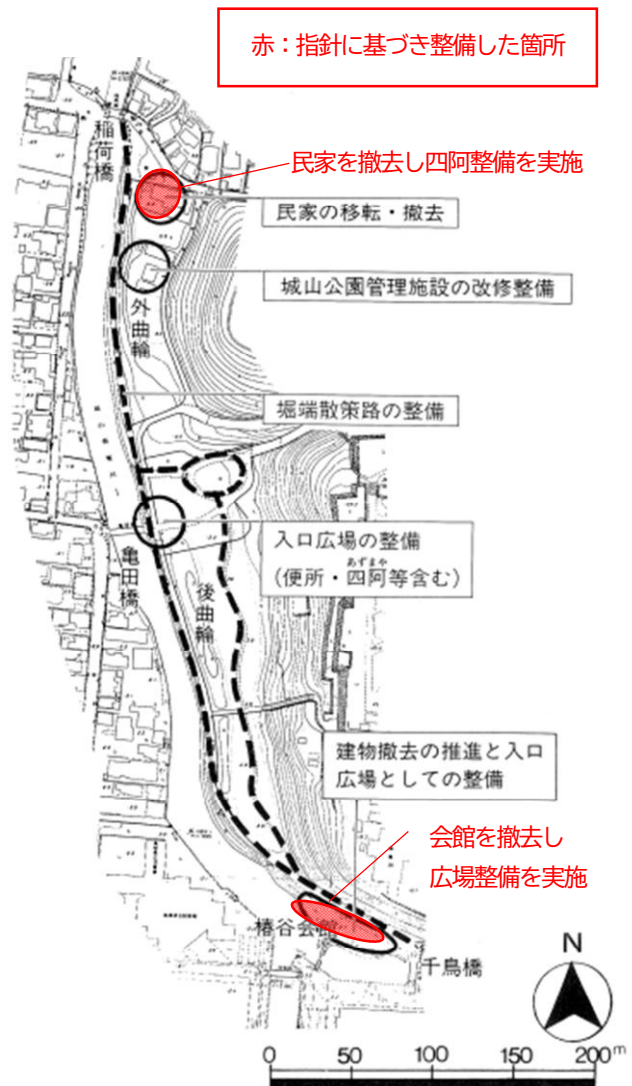 赤：指針に基づき整備した箇所
稲荷橋
民家を撤去し四阿整備を実施
民家の移転・撤去
城山公園管理施設の改修整備
外曲輪
堀端散策路の整備
入口広場の整備
あずまや
(便所・四阿等含む)
亀田橋
後曲輪
建物撤去の推進と入口
広場としての整備
会館を撤去し
広場整備を実施
椿谷会館
千鳥橋
N
0 50 100 150 200m